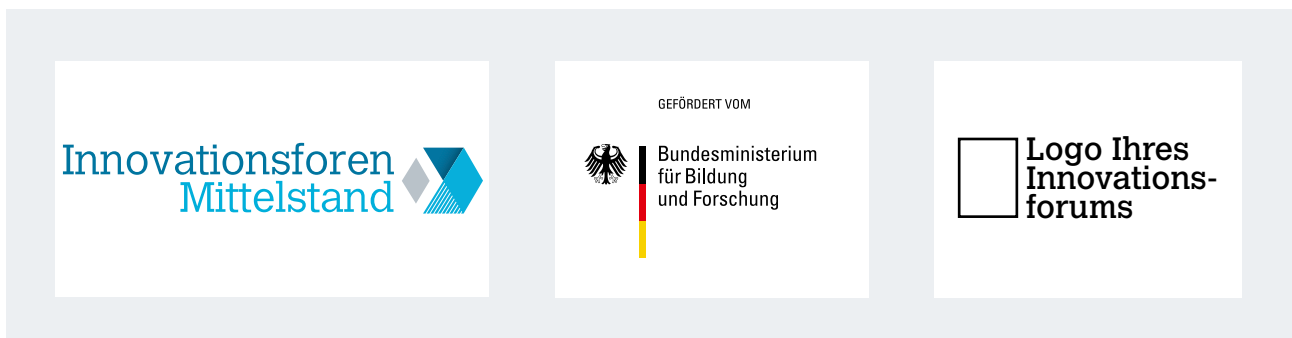 Innovationsforen
Mittelstand
GEFÖRDERT VOM
Bundesministerium
für Bildung
und Forschung
Logo Ihres
Innovations-
forums